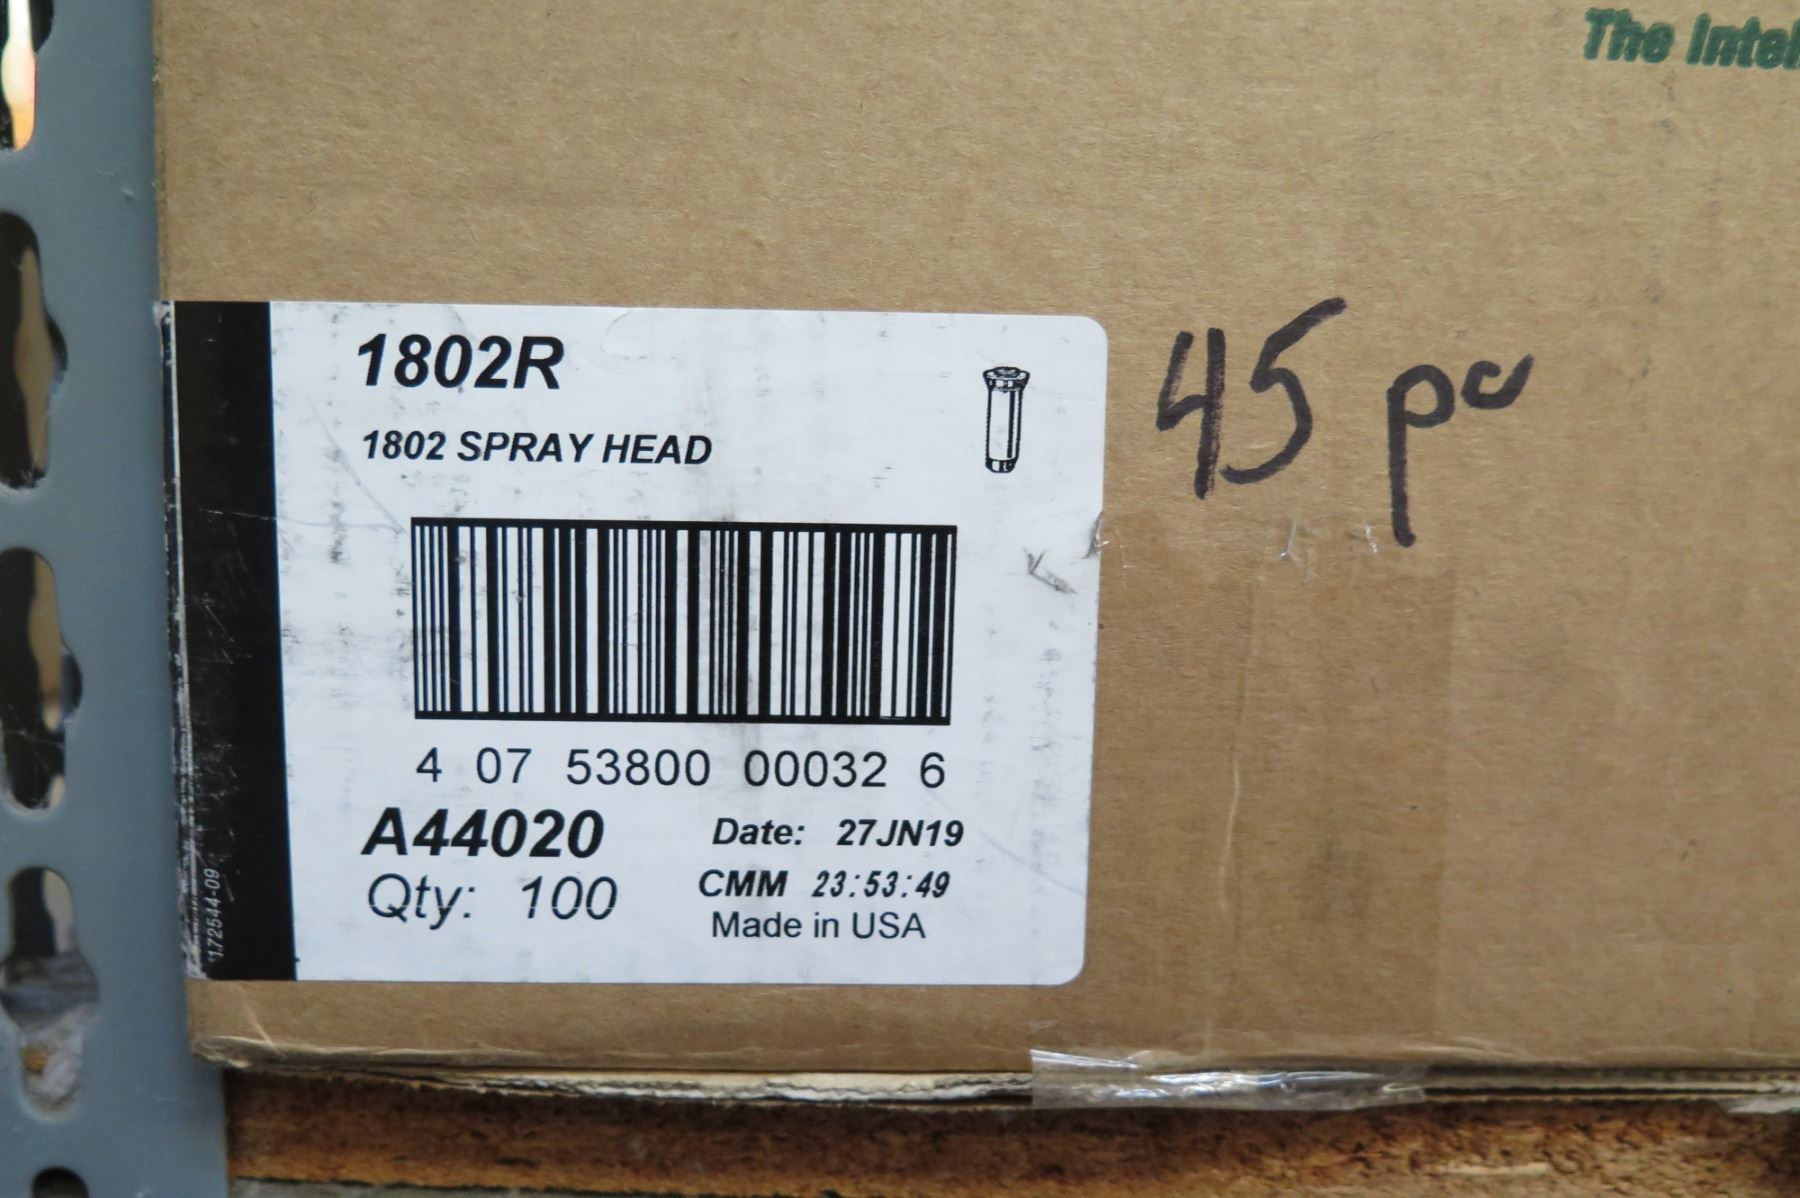 The Intel
1802R
1802 SPRAY HEAD
45 pc
4 07 53800 00032 6
A44020
Date: 27JN19
Qty: 100
CMM 23:53:49
Made in USA
172544-09